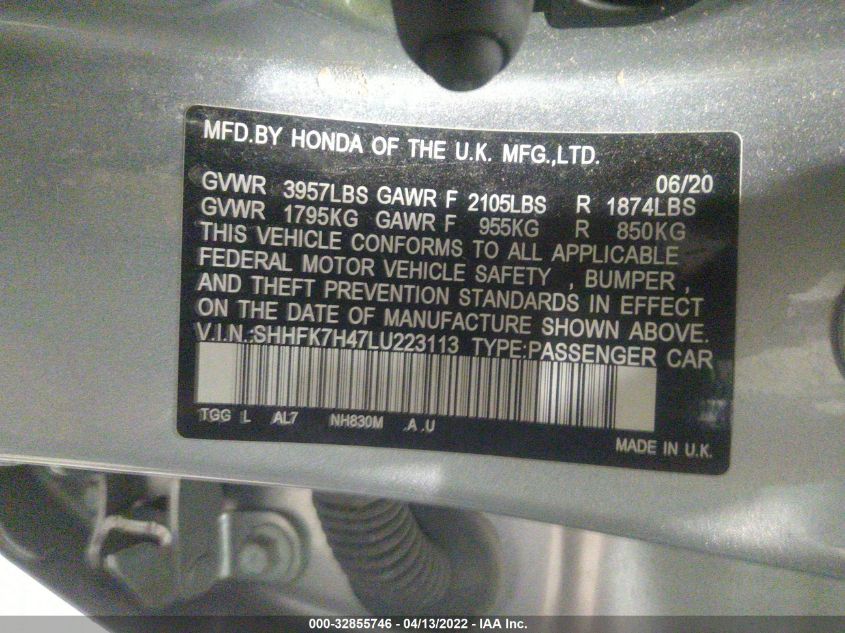 MFD.BY HONDA OF THE U.K. MFG.,LTD.
06/20
GVWR 3957LBS GAWR F 2105LBS R 1874LBS
GVWR 1795KG GAWR F 955KG R 850KG
THIS VEHICLE CONFORMS TO ALL APPLICABLE
FEDERAL MOTOR VEHICLE SAFETY , BUMPER ,
AND THEFT PREVENTION STANDARDS IN EFFECT
ON THE DATE OF MANUFACTURE SHOWN ABOVE.
V.I.N.:SHHFK7H47LU223113 TYPE:PASSENGER CAR
TGG L AL7 NH830M .A .U
MADE IN U.K.
000-32855746 - 04/13/2022 - IAA Inc.